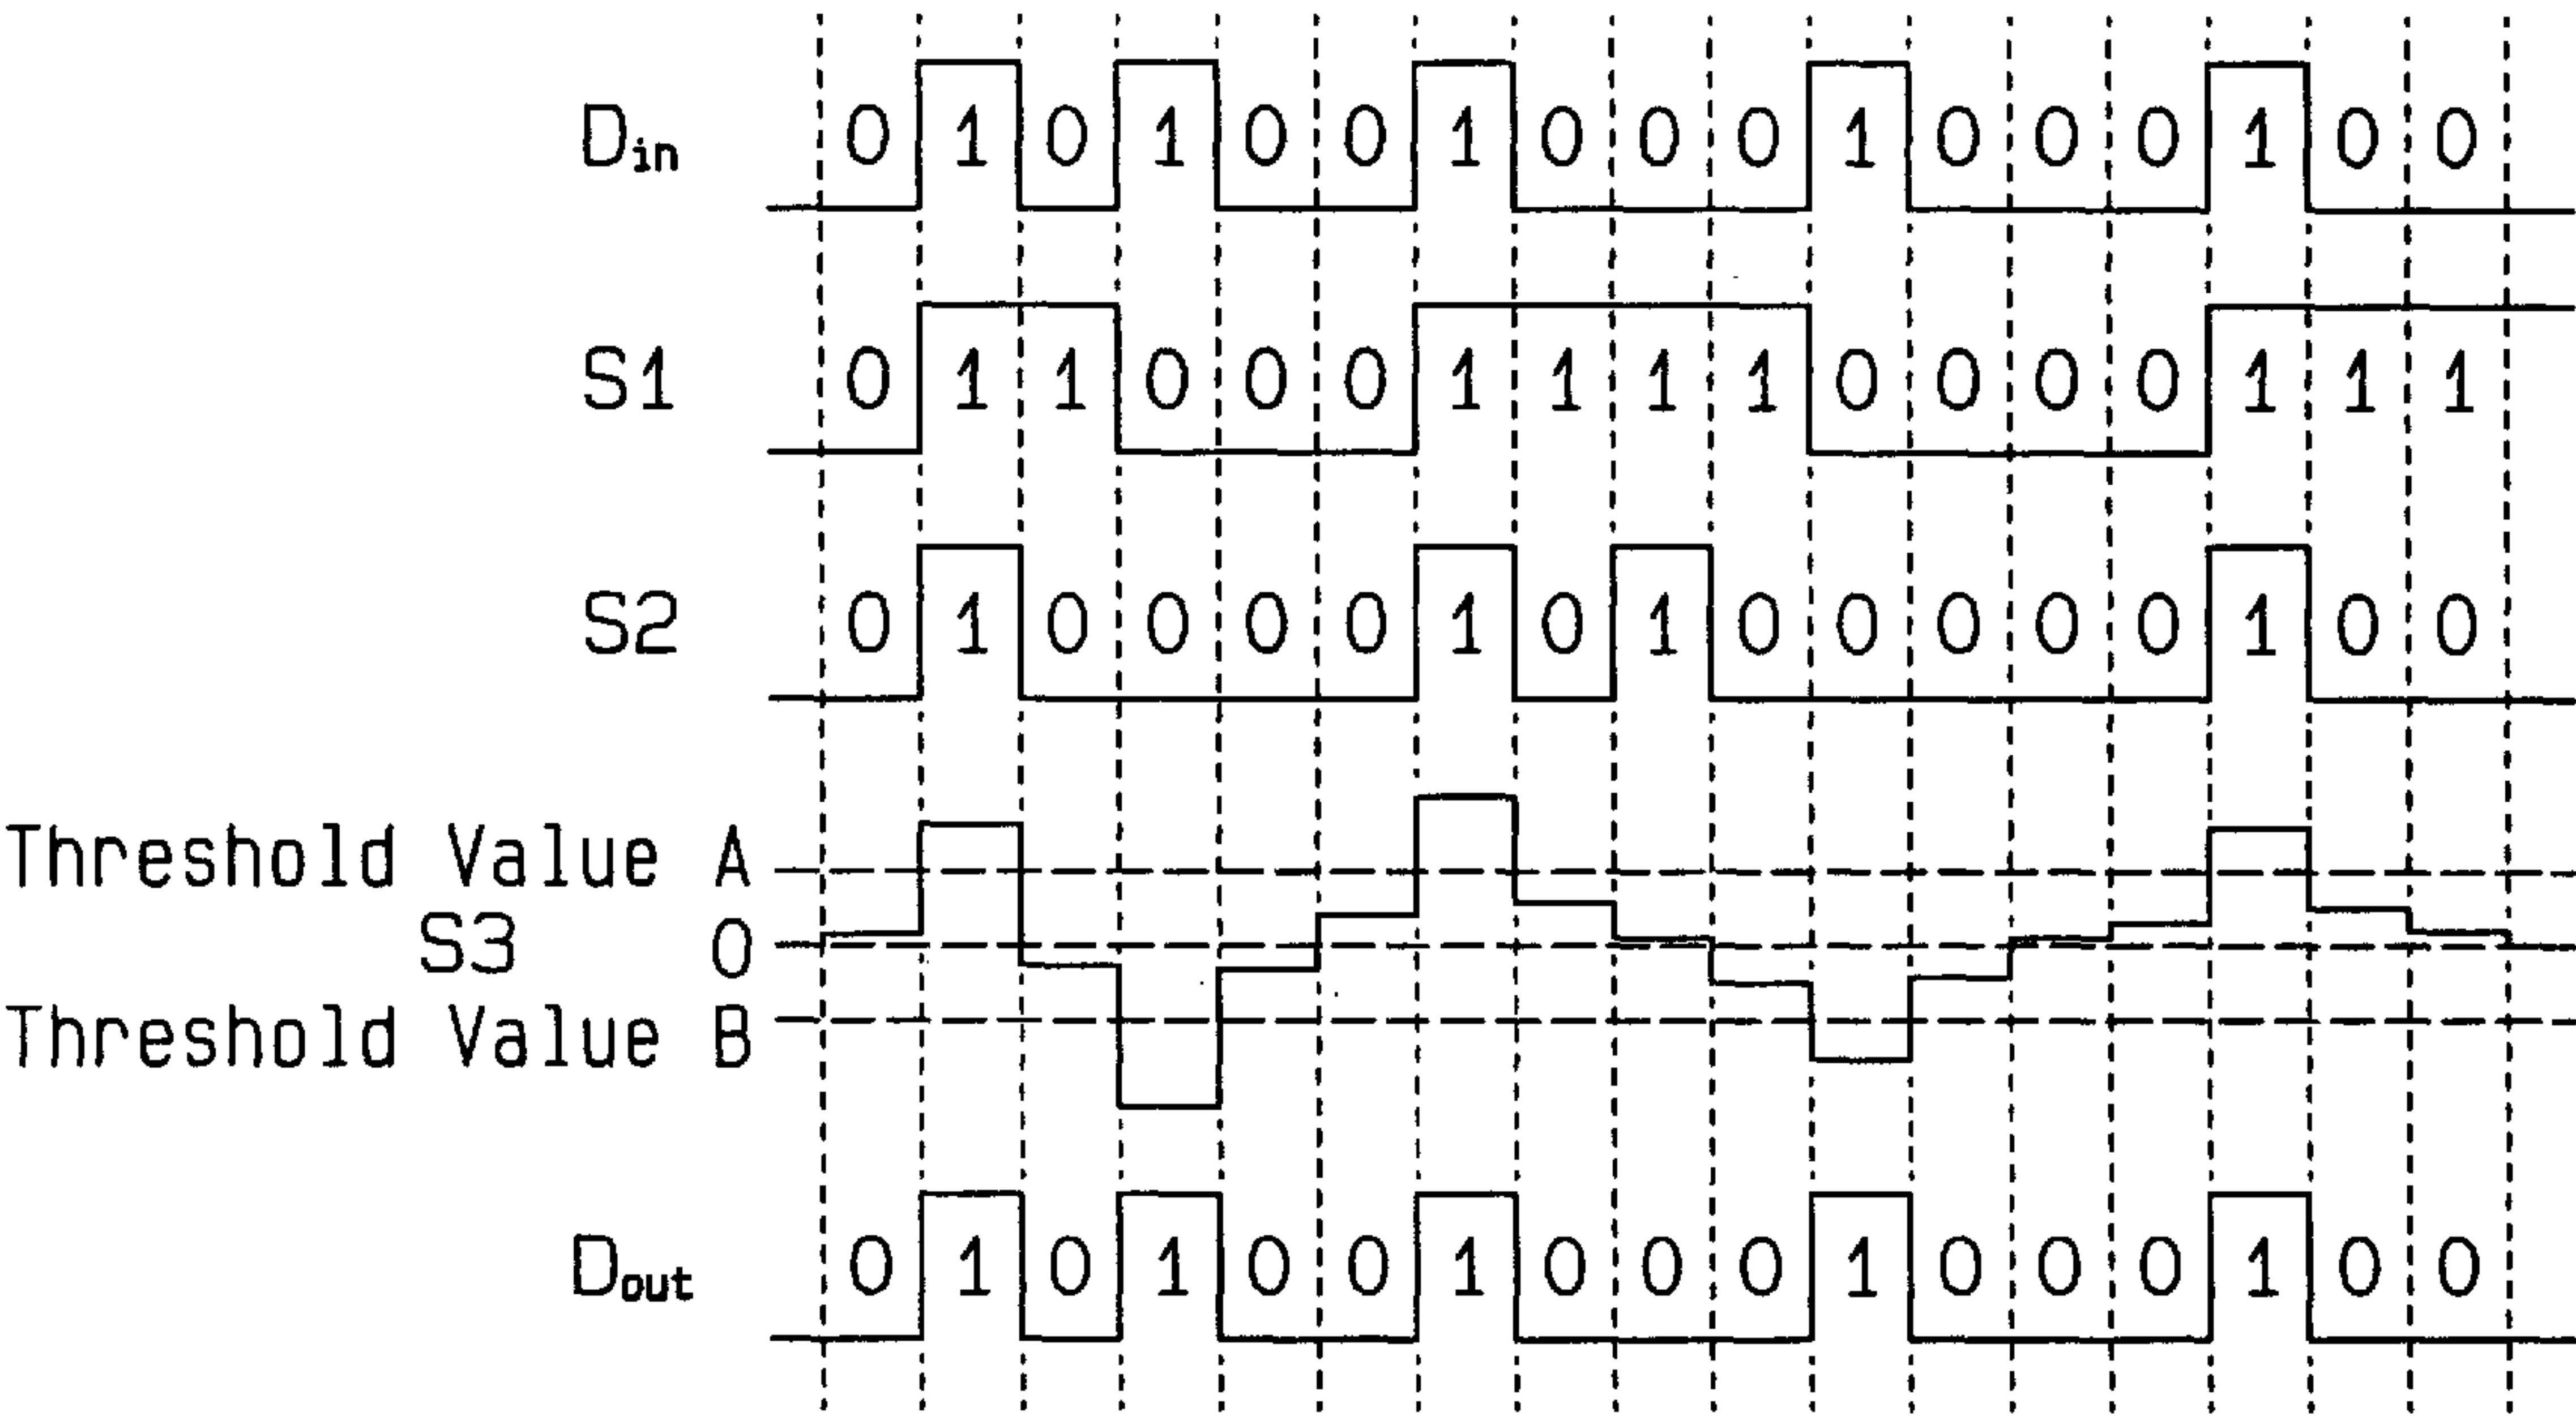 Din 0 1 0 1 0 0 1 0 0 0 1 0 0 0 1 0 0
S1 0 1 1 0 0 0 1 1 1 1 0 0 0 0 1 1 1
S2 0 1 0 0 0 0 1 0 1 0 0 0 0 0 1 0 0
Threshold Value A
S3 0
Threshold Value B
Dout 0 1 0 1 0 0 1 0 0 0 1 0 0 0 1 0 0